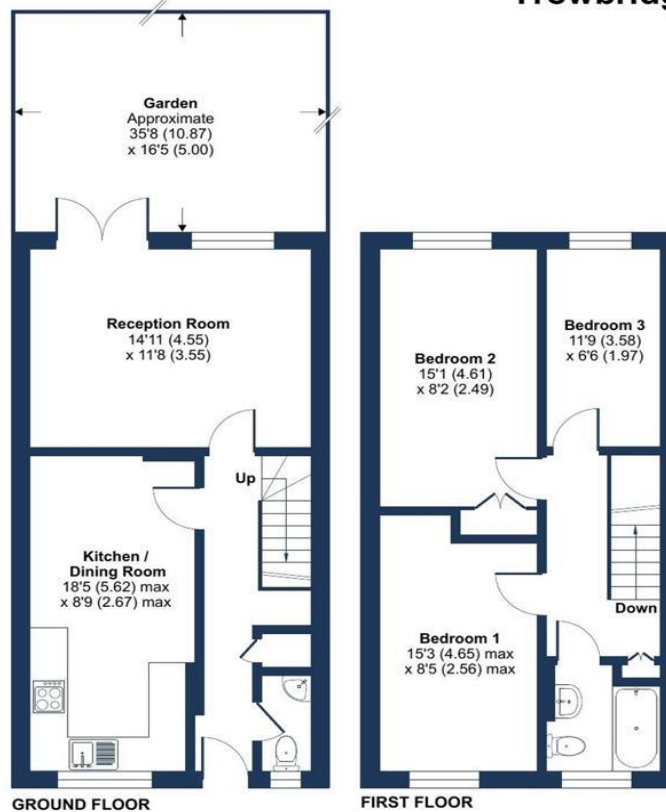 Garden
Approximate
35'8 (10.87)
x 16'5 (5.00)
Reception Room
14'11 (4.55)
x 11'8 (3.55)
Up
Kitchen /
Dining Room
18'5 (5.62) max
x 8'9 (2.67) max
GROUND FLOOR
Bedroom 2
15'1 (4.61)
x 8'2 (2.49)
Bedroom 3
11'9 (3.58)
x 6'6 (1.97)
Down
Bedroom 1
15'3 (4.65) max
x 8'5 (2.56) max
FIRST FLOOR